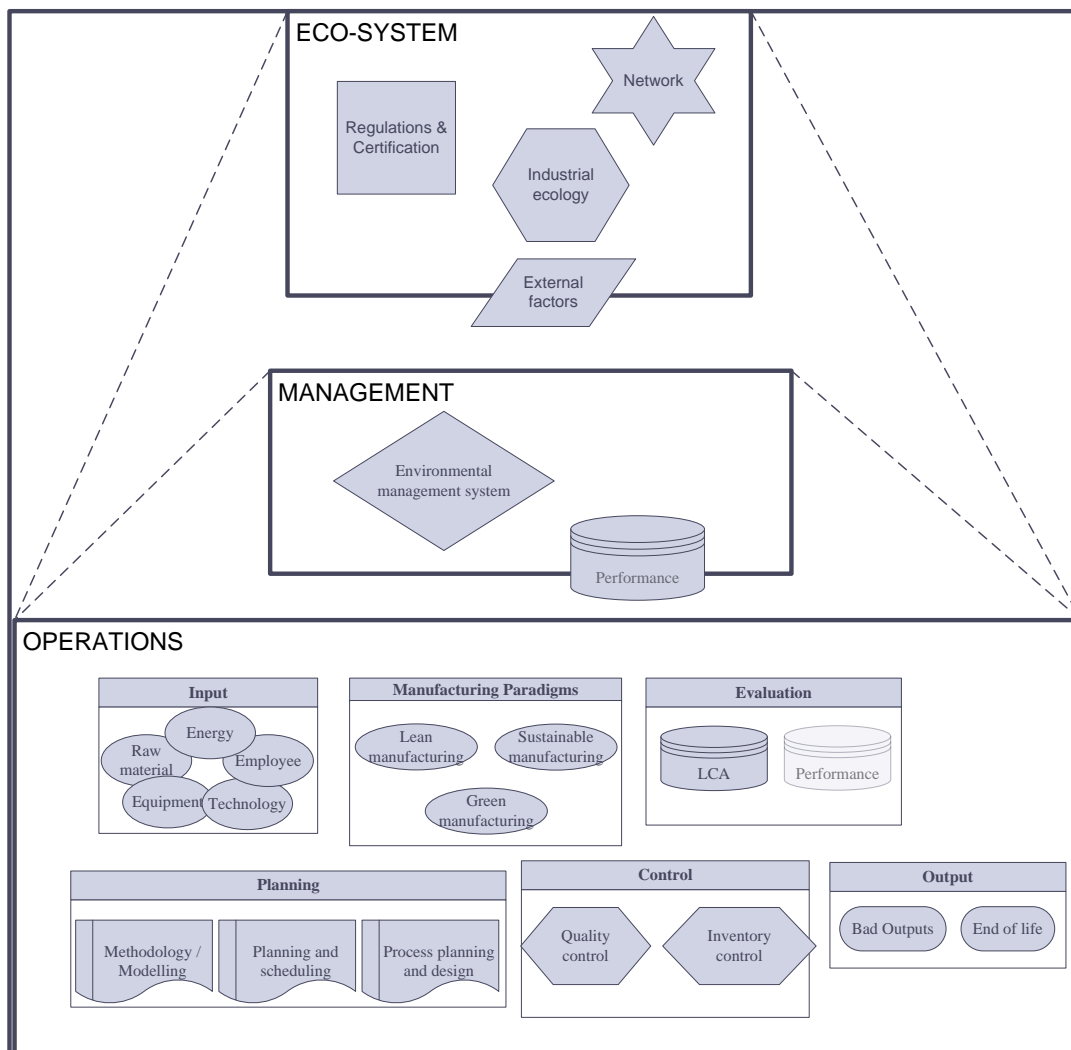 ECO-SYSTEM
Network
Regulations &
Certification
Industrial
ecology
External
factors
MANAGEMENT
Environmental
management system
Performance
OPERATIONS
Input
Energy
Raw
material
Employee
Equipment
Technology
Manufacturing Paradigms
Lean
manufacturing
Sustainable
manufacturing
Green
manufacturing
Evaluation
LCA
Performance
Planning
Methodology /
Modelling
Planning and
scheduling
Process planning
and design
Control
Quality
control
Inventory
control
Output
Bad Outputs
End of life